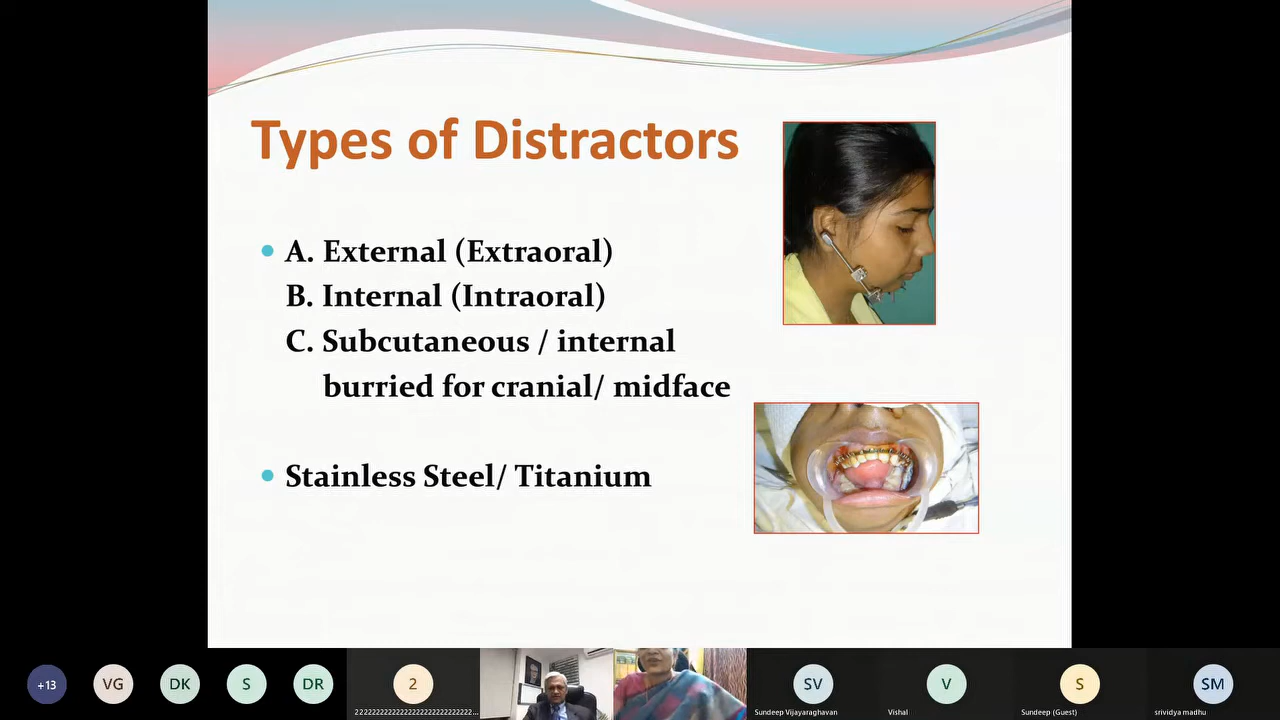 Types of Distractors
A. External (Extraoral)
B. Internal (Intraoral)
C. Subcutaneous / internal
burried for cranial/ midface
Stainless Steel/ Titanium
+13
VG
DK
S
DR
2
SV
V
S
SM
222222222222222222222222222...
Sundeep Vijayaraghavan
Vishal
Sundeep (Guest)
srividya madhu